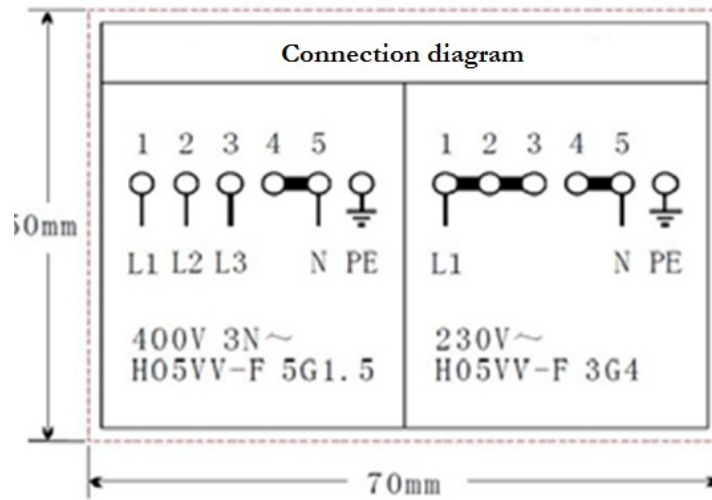 Connection diagram
1 2 3 4 5
L1 L2 L3 N PE
400V 3N～
H05VV-F 5G1.5
1 2 3 4 5
L1 N PE
230V～
H05VV-F 3G4
70mm